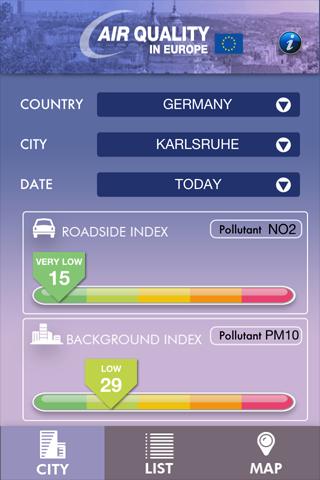 AIR QUALITY
IN EUROPE
i
COUNTRY GERMANY
CITY KARLSRUHE
DATE TODAY
ROADSIDE INDEX Pollutant NO2
VERY LOW
15
BACKGROUND INDEX Pollutant PM10
LOW
29
CITY LIST MAP